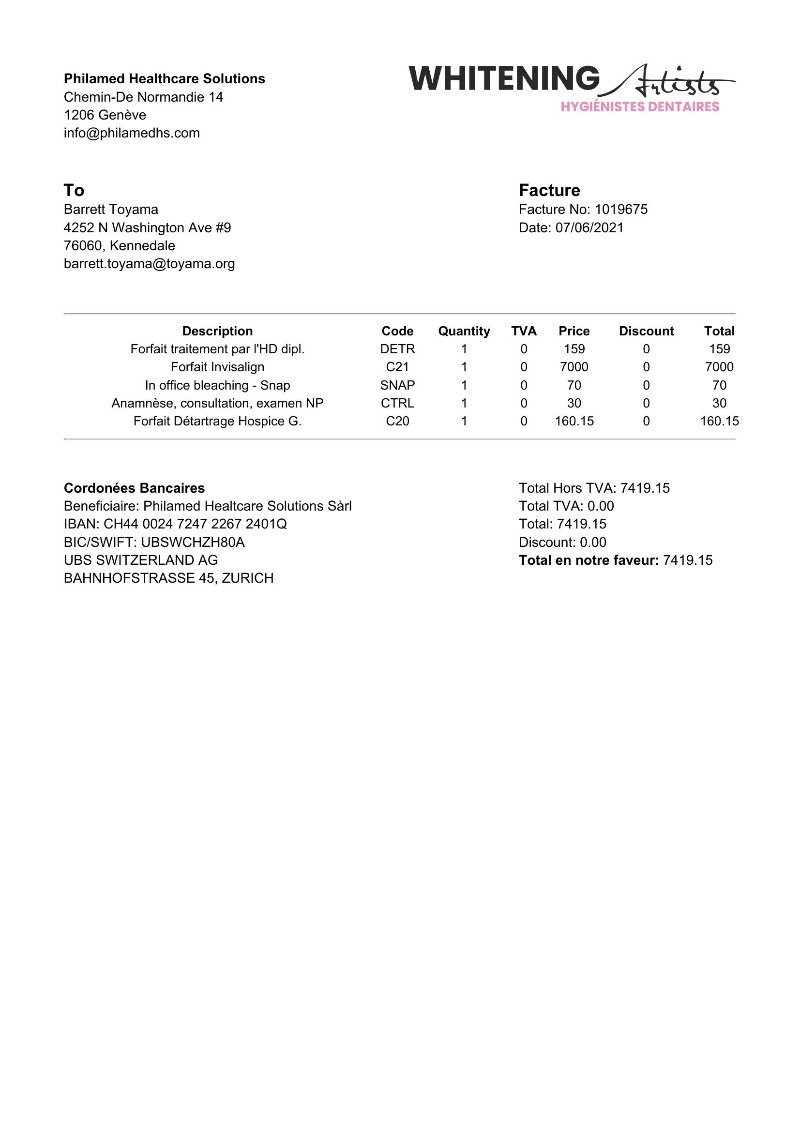 Philamed Healthcare Solutions
Chemin-De Normandie 14
1206 Genève
info@philamedhs.com
WHITENING Artists
HYGIÉNISTES DENTAIRES
To
Barrett Toyama
4252 N Washington Ave #9
76060, Kennedale
barrett.toyama@toyama.org
Facture
Facture No: 1019675
Date: 07/06/2021
Description Code Quantity TVA Price Discount Total
Forfait traitement par l'HD dipl. DETR 1 0 159 0 159
Forfait Invisalign C21 1 0 7000 0 7000
In office bleaching - Snap SNAP 1 0 70 0 70
Anamnèse, consultation, examen NP CTRL 1 0 30 0 30
Forfait Détartrage Hospice G. C20 1 0 160.15 0 160.15
Cordonées Bancaires
Beneficiaire: Philamed Healtcare Solutions Sàrl
IBAN: CH44 0024 7247 2267 2401Q
BIC/SWIFT: UBSWCHZH80A
UBS SWITZERLAND AG
BAHNHOFSTRASSE 45, ZURICH
Total Hors TVA: 7419.15
Total TVA: 0.00
Total: 7419.15
Discount: 0.00
Total en notre faveur: 7419.15